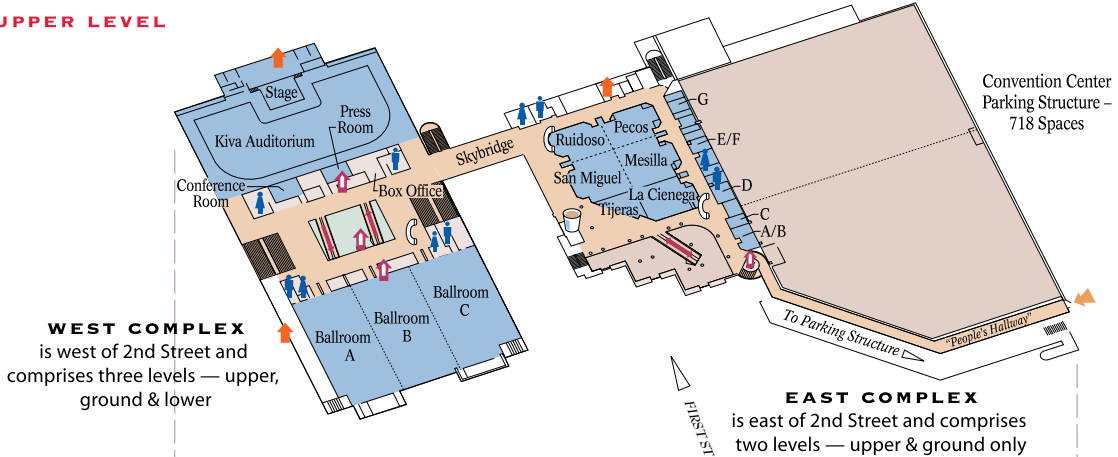 UPPER LEVEL
Stage
Press
Room
Kiva Auditorium
Conference
Room
Box Office
Skybridge
Ballroom
A
Ballroom
B
Ballroom
C
WEST COMPLEX
is west of 2nd Street and
comprises three levels — upper,
ground & lower
Ruidoso
Pecos
Mesilla
San Miguel
La Cienega
Tijeras
G
E/F
D
C
A/B
Convention Center
Parking Structure –
718 Spaces
To Parking Structure
"People's Hallway"
FIRST ST
EAST COMPLEX
is east of 2nd Street and comprises
two levels — upper & ground only